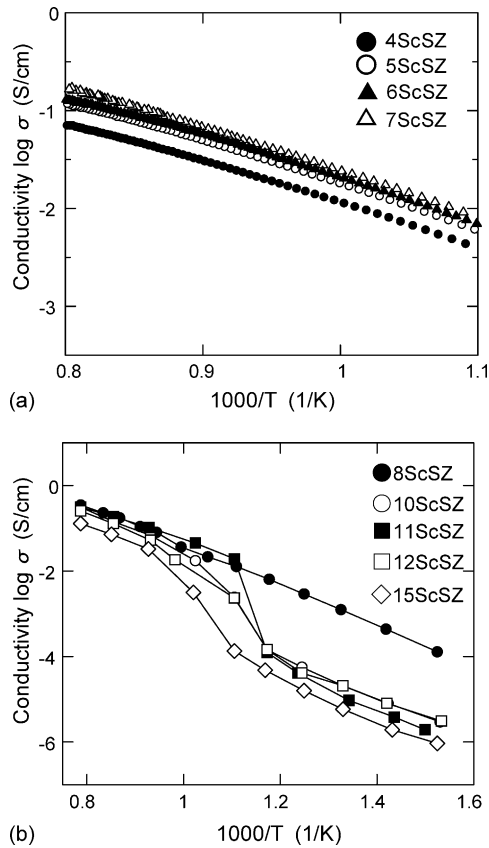 0
-1
-2
-3
Conductivity log σ (S/cm)
4ScSZ
5ScSZ
6ScSZ
7ScSZ
0.8
0.9
1
1.1
(a)
1000/T (1/K)
0
-2
-4
-6
Conductivity log σ (S/cm)
8ScSZ
10ScSZ
11ScSZ
12ScSZ
15ScSZ
0.8
1
1.2
1.4
1.6
(b)
1000/T (1/K)